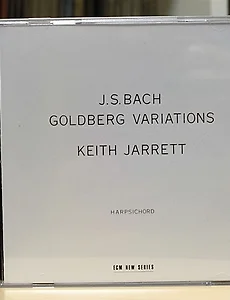 J.S.BACH
GOLDBERG VARIATIONS
KEITH JARRETT
HARPSICHORD
ECM NEW SERIES